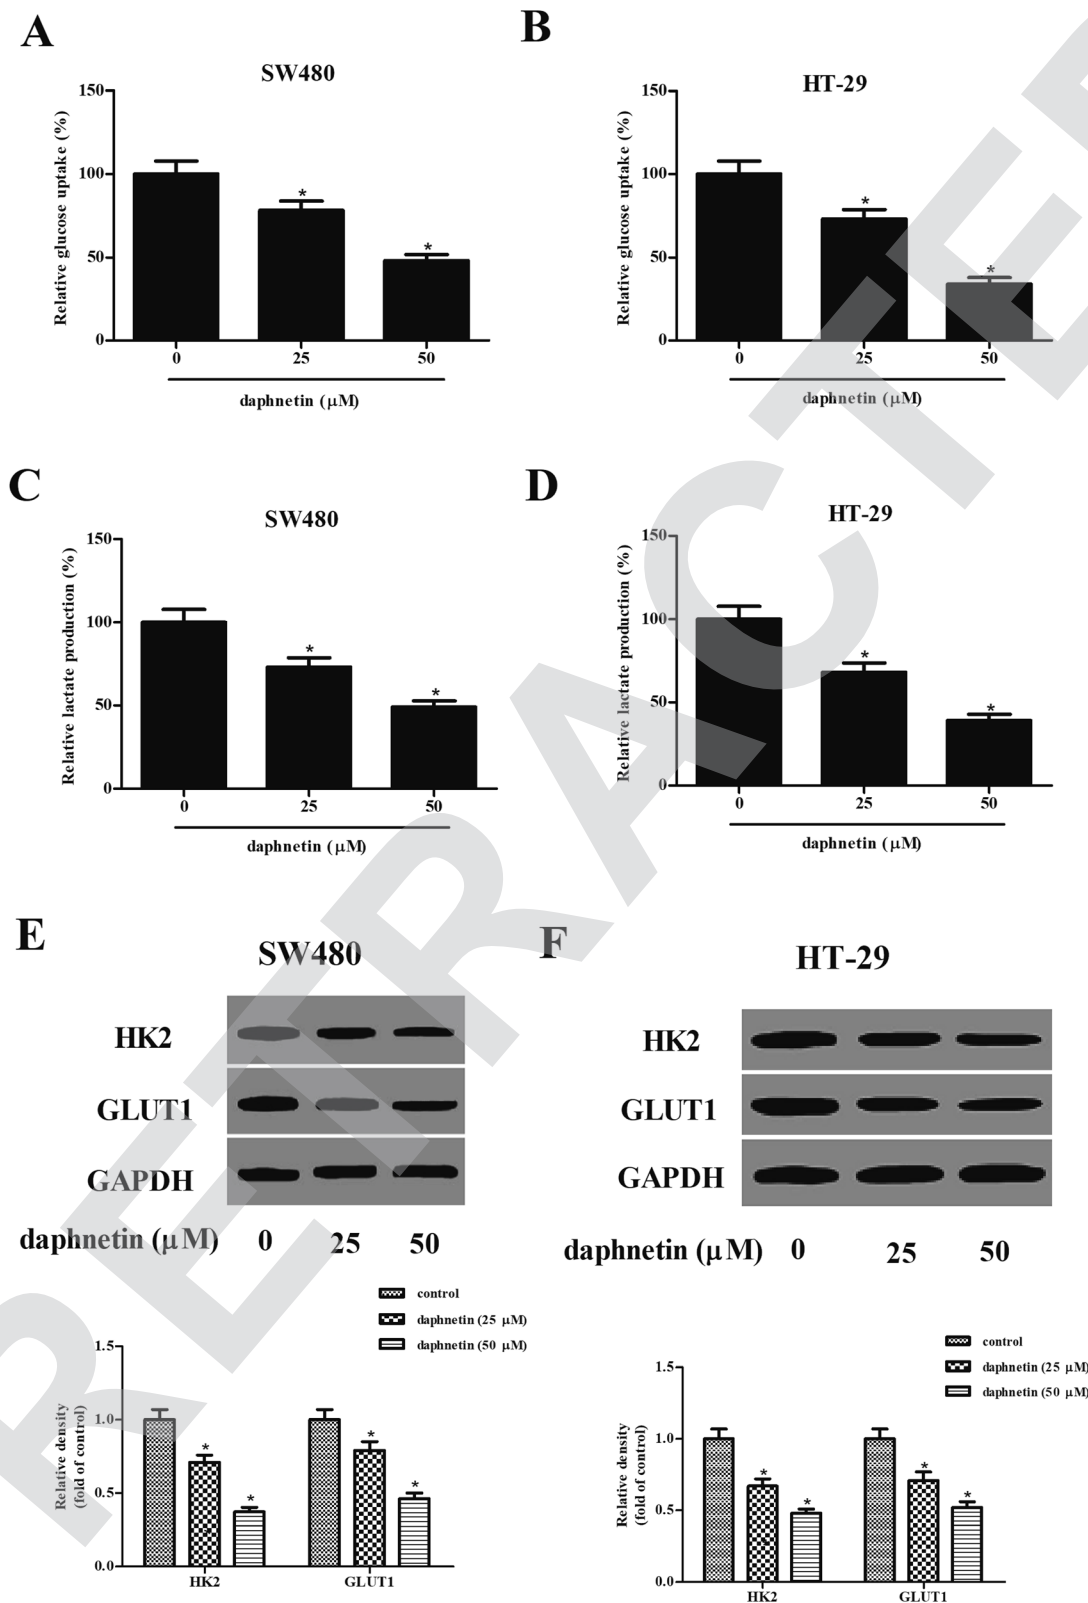 A
SW480
Relative glucose uptake (%)
150
100
50
0
0 25 50
* *
daphnetin (μM)
B
HT-29
Relative glucose uptake (%)
150
100
50
0
0 25 50
* *
daphnetin (μM)
C
SW480
Relative lactate production (%)
150
100
50
0
0 25 50
* *
daphnetin (μM)
D
HT-29
Relative lactate production (%)
150
100
50
0
0 25 50
* *
daphnetin (μM)
E
SW480
HK2
GLUT1
GAPDH
daphnetin (μM) 0 25 50
control
daphnetin (25 μM)
daphnetin (50 μM)
Relative density
(fold of control)
1.5
1.0
0.5
0.0
* * * *
HK2 GLUT1
F
HT-29
HK2
GLUT1
GAPDH
daphnetin (μM) 0 25 50
control
daphnetin (25 μM)
daphnetin (50 μM)
Relative density
(fold of control)
1.5
1.0
0.5
0.0
* * * *
HK2 GLUT1
RETRACTE